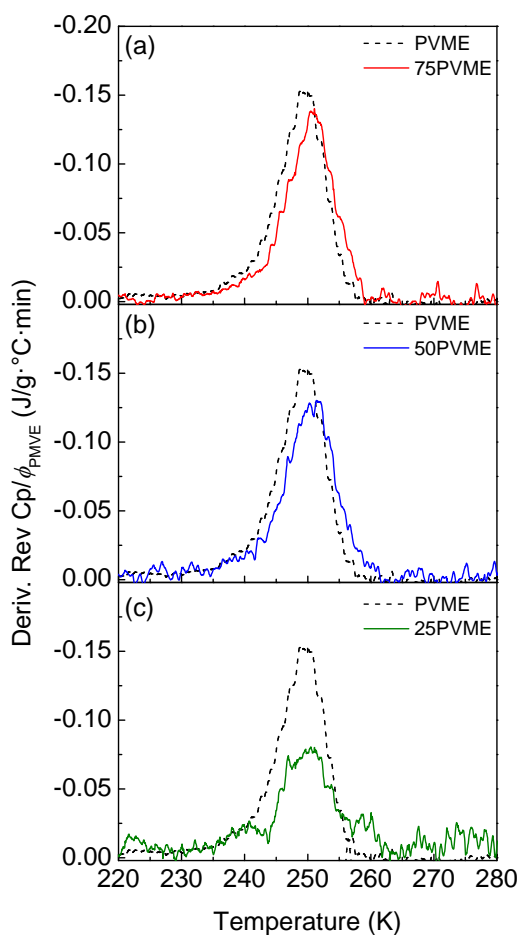 Deriv. Rev Cp/ϕPMVE (J/g·°C·min)
(a)
PVME
75PVME
-0.20
-0.15
-0.10
-0.05
0.00
(b)
PVME
50PVME
-0.15
-0.10
-0.05
0.00
(c)
PVME
25PVME
-0.15
-0.10
-0.05
0.00
220 230 240 250 260 270 280
Temperature (K)